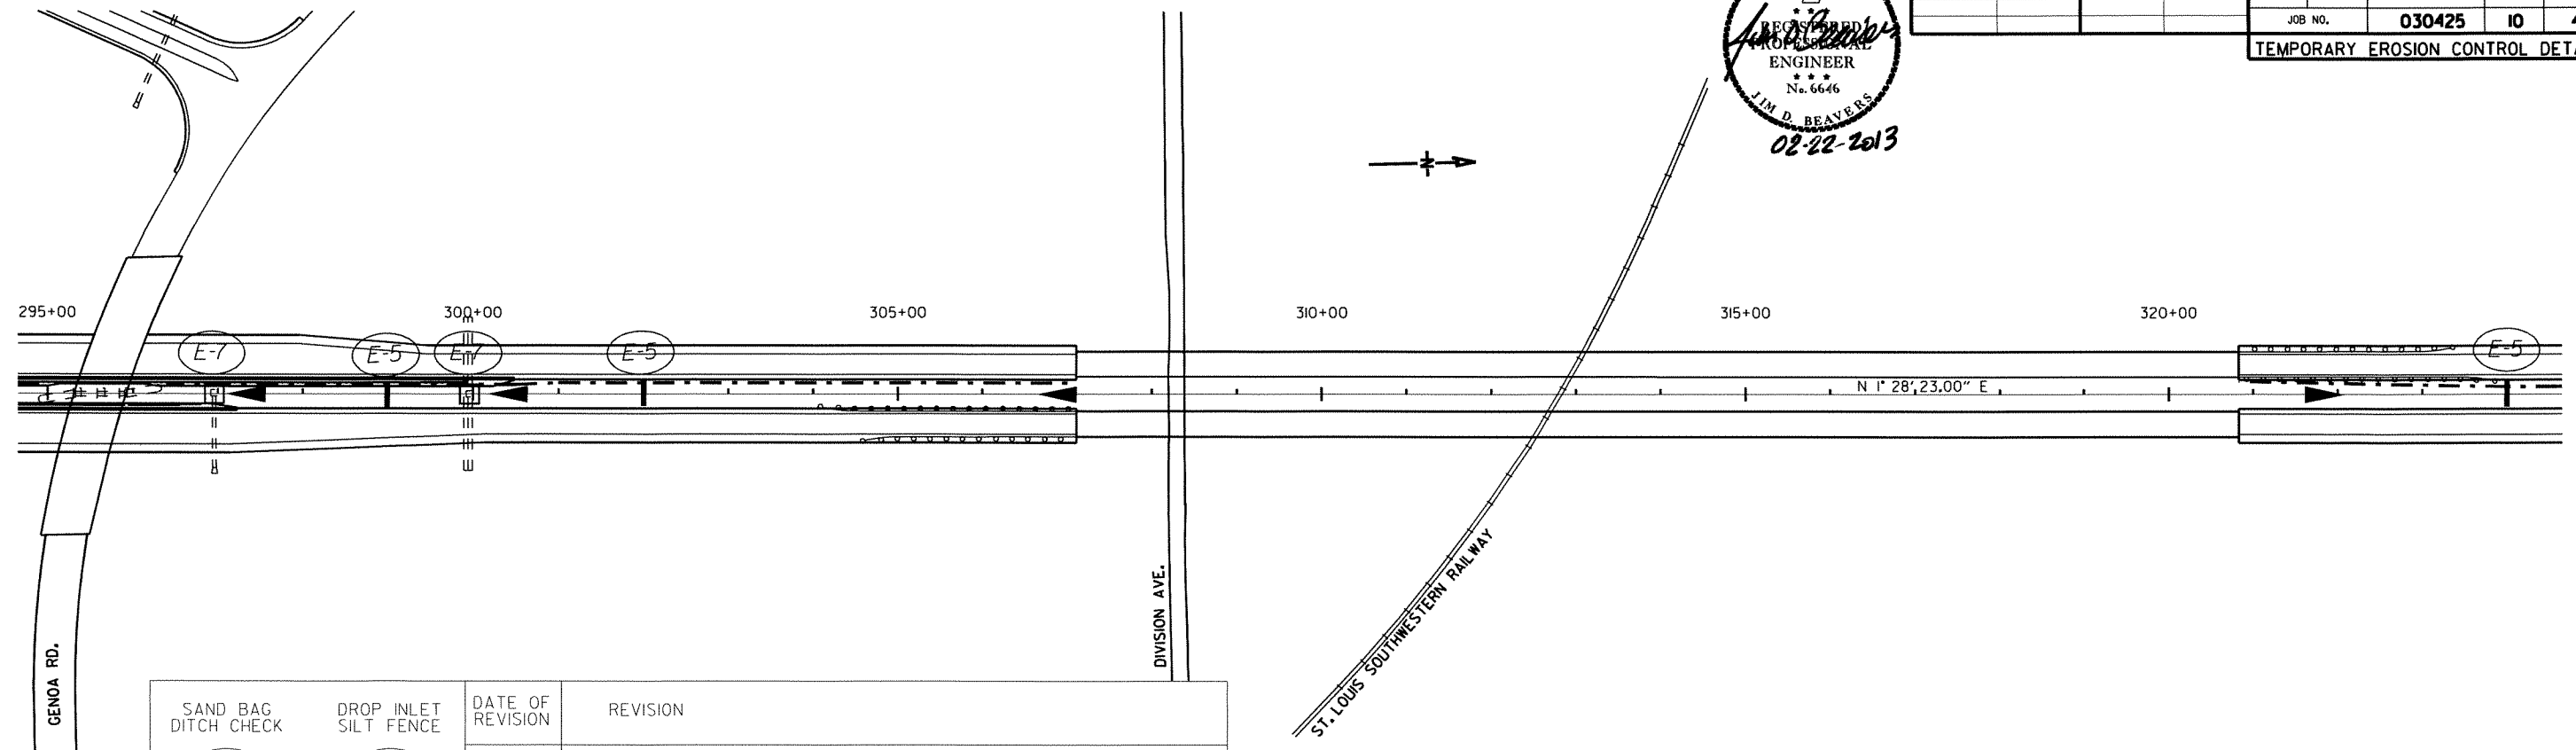 REGISTERED
PROFESSIONAL
ENGINEER
No. 6646
JIM D. BEAVERS
02-22-2013
JOB NO. 030425 10
TEMPORARY EROSION CONTROL
295+00 300+00 305+00 310+00 315+00 320+00
E-7 E-5 E-7 E-5 E-5
N 1° 28' 23.00" E
GENOA RD.
DIVISION AVE.
ST. LOUIS SOUTHWESTERN RAILWAY
SAND BAG
DITCH CHECK
DROP INLET
SILT FENCE
DATE OF
REVISION
REVISION